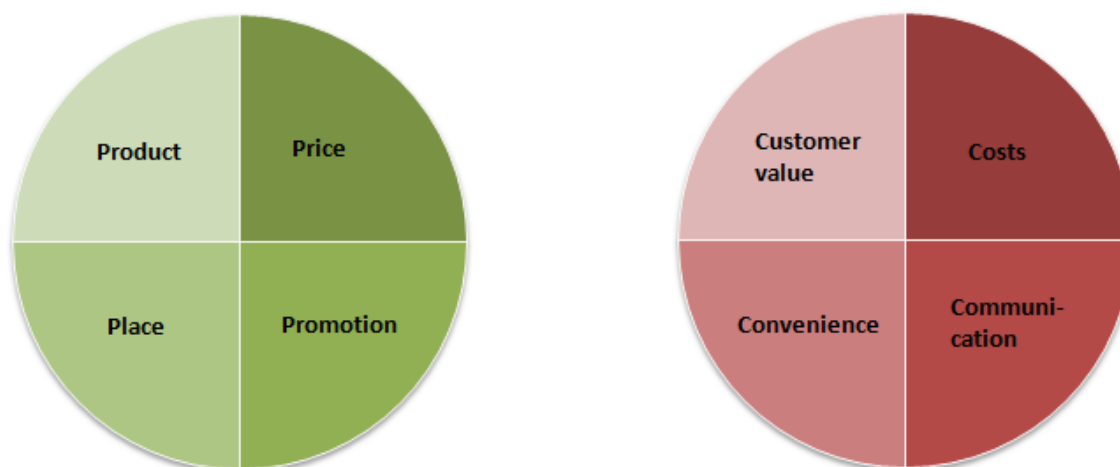 Product
Price
Place
Promotion
Customer
value
Costs
Convenience
Communi-
cation